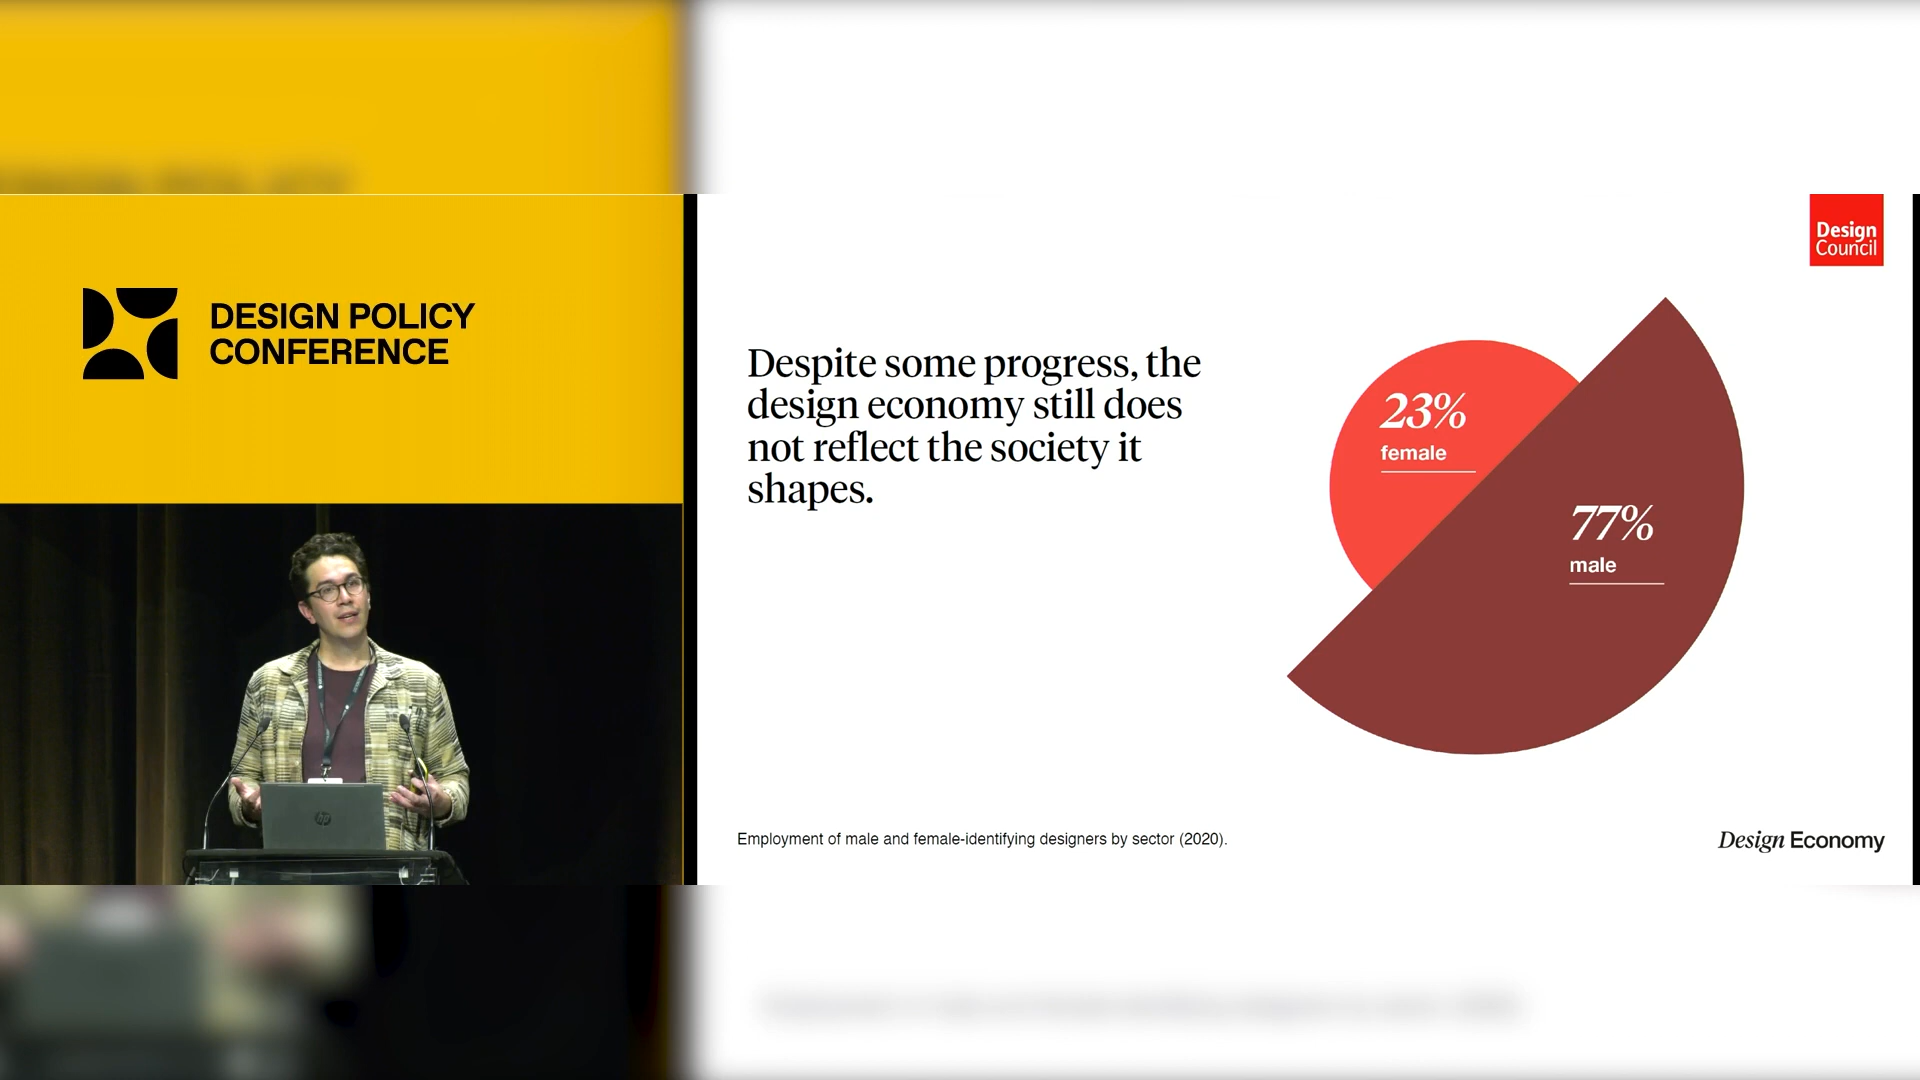 DESIGN POLICY
CONFERENCE
Design
Council
Despite some progress, the
design economy still does
not reflect the society it
shapes.
23%
female
77%
male
hp
Employment of male and female-identifying designers by sector (2020).
Design Economy